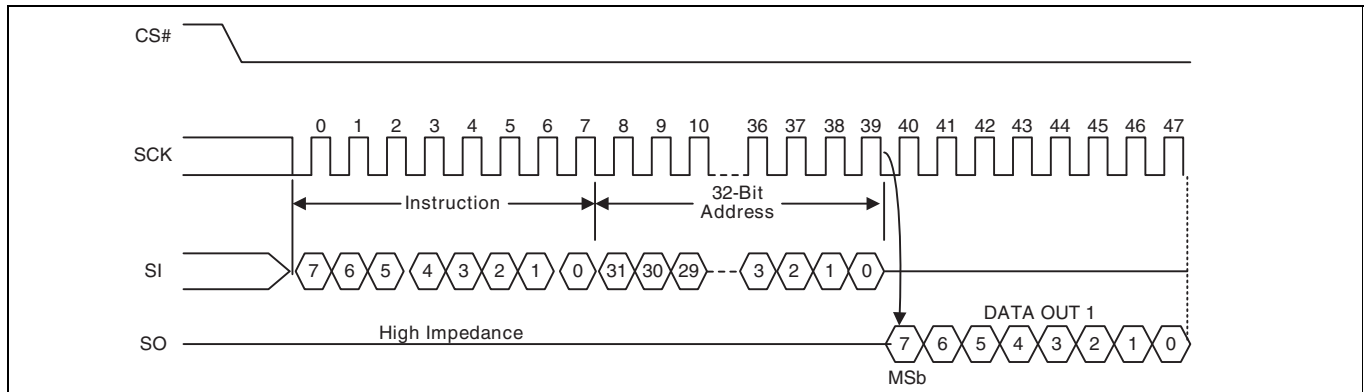 CS#
0 1 2 3 4 5 6 7 8 9 10 36 37 38 39 40 41 42 43 44 45 46 47
SCK
Instruction
32-Bit
Address
SI
7 6 5 4 3 2 1 0 31 30 29 3 2 1 0
DATA OUT 1
High Impedance
SO
7 6 5 4 3 2 1 0
MSb